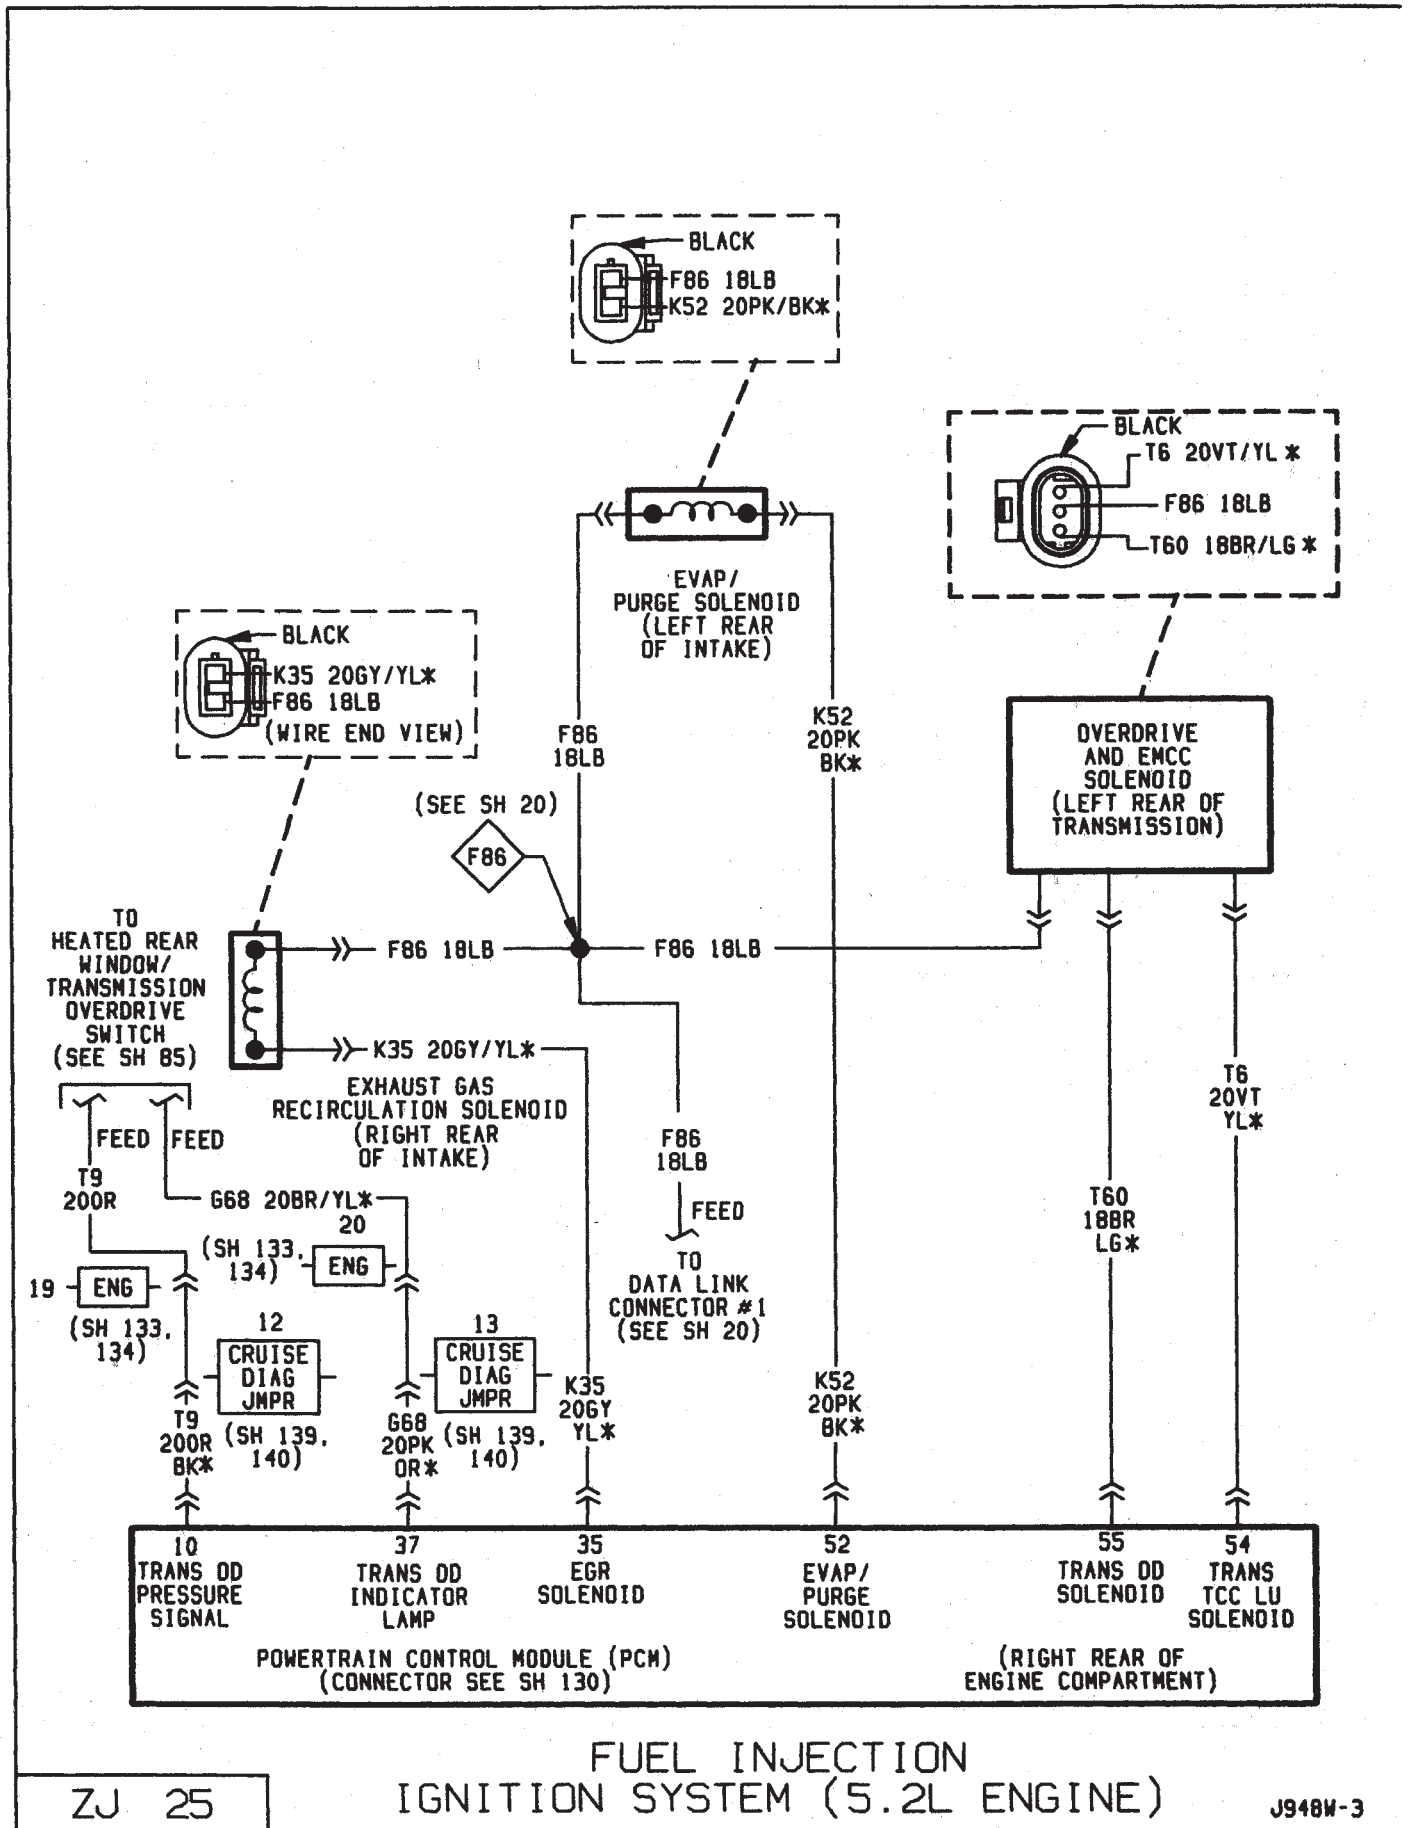 BLACK
F86 18LB
K52 20PK/BK*
BLACK
T6 20VT/YL *
F86 18LB
T60 18BR/LG *
EVAP/
PURGE SOLENOID
(LEFT REAR
OF INTAKE)
BLACK
K35 20GY/YL*
F86 18LB
(WIRE END VIEW)
F86
18LB
K52
20PK
BK*
OVERDRIVE
AND EMCC
SOLENOID
(LEFT REAR OF
TRANSMISSION)
(SEE SH 20)
F86
TO
HEATED REAR
WINDOW/
TRANSMISSION
OVERDRIVE
SWITCH
(SEE SH 85)
F86 18LB
F86 18LB
K35 20GY/YL*
EXHAUST GAS
RECIRCULATION SOLENOID
(RIGHT REAR
OF INTAKE)
FEED
FEED
T6
20VT
YL*
F86
18LB
T9
20OR
G68 20BR/YL*
FEED
T60
18BR
LG*
20
(SH 133,
134)
ENG
19
ENG
(SH 133,
134)
TO
DATA LINK
CONNECTOR #1
(SEE SH 20)
12
CRUISE
DIAG
JMPR
(SH 139,
140)
13
CRUISE
DIAG
JMPR
(SH 139,
140)
T9
20OR
BK*
G68
20PK
OR*
K35
20GY
YL*
K52
20PK
BK*
10
TRANS OD
PRESSURE
SIGNAL
37
TRANS OD
INDICATOR
LAMP
35
EGR
SOLENOID
52
EVAP/
PURGE
SOLENOID
55
TRANS OD
SOLENOID
54
TRANS
TCC LU
SOLENOID
POWERTRAIN CONTROL MODULE (PCM)
(CONNECTOR SEE SH 130)
(RIGHT REAR OF
ENGINE COMPARTMENT)
FUEL INJECTION
IGNITION SYSTEM (5.2L ENGINE)
ZJ 25
J948W-3